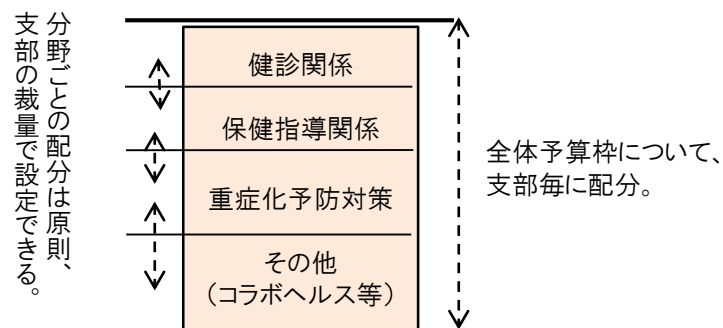 分野ごとの配分は原則、
支部の裁量で設定できる。
健診関係
保健指導関係
重症化予防対策
その他
（コラボヘルス等）
全体予算枠について、
支部毎に配分。